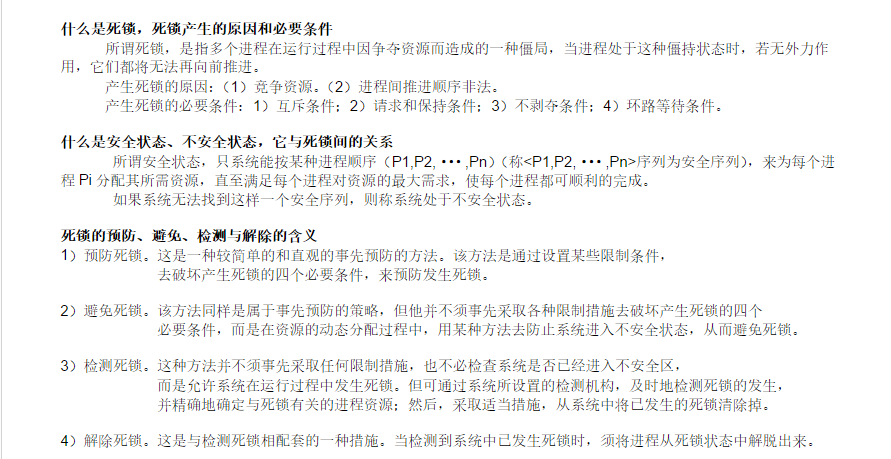 什么是死锁，死锁产生的原因和必要条件
所谓死锁，是指多个进程在运行过程中因争夺资源而造成的一种僵局，当进程处于这种僵持状态时，若无外力作
用，它们都将无法再向前推进。
产生死锁的原因：（1）竞争资源。（2）进程间推进顺序非法。
产生死锁的必要条件：1）互斥条件；2）请求和保持条件；3）不剥夺条件；4）环路等待条件。
什么是安全状态、不安全状态，它与死锁间的关系
所谓安全状态，只系统能按某种进程顺序（P1,P2, ··· ,Pn）（称<P1,P2, ··· ,Pn>序列为安全序列），来为每个进
程 Pi 分配其所需资源，直至满足每个进程对资源的最大需求，使每个进程都可顺利的完成。
如果系统无法找到这样一个安全序列，则称系统处于不安全状态。
死锁的预防、避免、检测与解除的含义
1）预防死锁。这是一种较简单的和直观的事先预防的方法。该方法是通过设置某些限制条件，
去破坏产生死锁的四个必要条件，来预防发生死锁。
2）避免死锁。该方法同样是属于事先预防的策略，但他并不须事先采取各种限制措施去破坏产生死锁的四个
必要条件，而是在资源的动态分配过程中，用某种方法去防止系统进入不安全状态，从而避免死锁。
3）检测死锁。这种方法并不须事先采取任何限制措施，也不必检查系统是否已经进入不安全区，
而是允许系统在运行过程中发生死锁。但可通过系统所设置的检测机构，及时地检测死锁的发生，
并精确地确定与死锁有关的进程资源；然后，采取适当措施，从系统中将已发生的死锁清除掉。
4）解除死锁。这是与检测死锁相配套的一种措施。当检测到系统中已发生死锁时，须将进程从死锁状态中解脱出来。